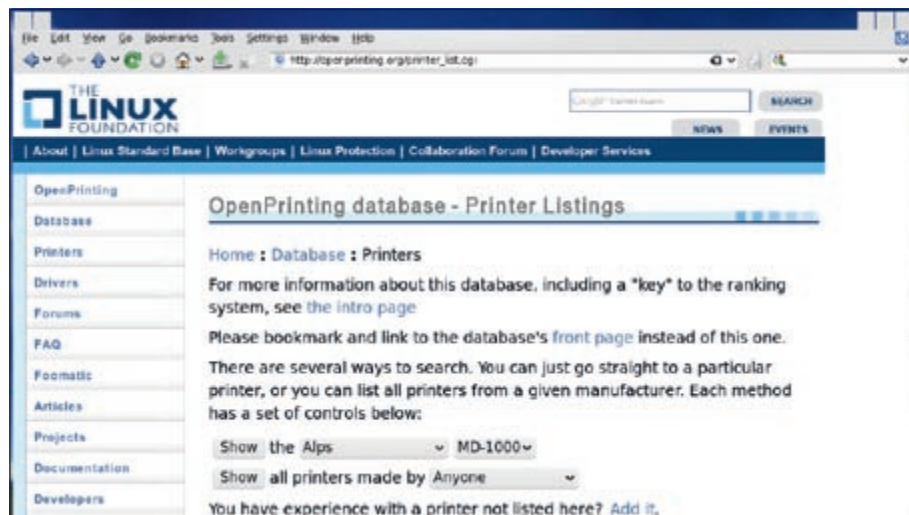 File Edit View Go Bookmarks Tools Settings Window Help
http://openprinting.org/printer_list.cgi
THE
LINUX
FOUNDATION
SEARCH
NEWS EVENTS
| About | Linux Standard Base | Workgroups | Linux Protection | Collaboration Forum | Developer Services
OpenPrinting
Database
Printers
Drivers
Forums
FAQ
Foomatic
Articles
Projects
Documentation
Developers
OpenPrinting database - Printer Listings
Home : Database : Printers
For more information about this database, including a "key" to the ranking
system, see the intro page
Please bookmark and link to the database's front page instead of this one.
There are several ways to search. You can just go straight to a particular
printer, or you can list all printers from a given manufacturer. Each method
has a set of controls below:
Show the Alps MD-1000
Show all printers made by Anyone
You have experience with a printer not listed here? Add it.